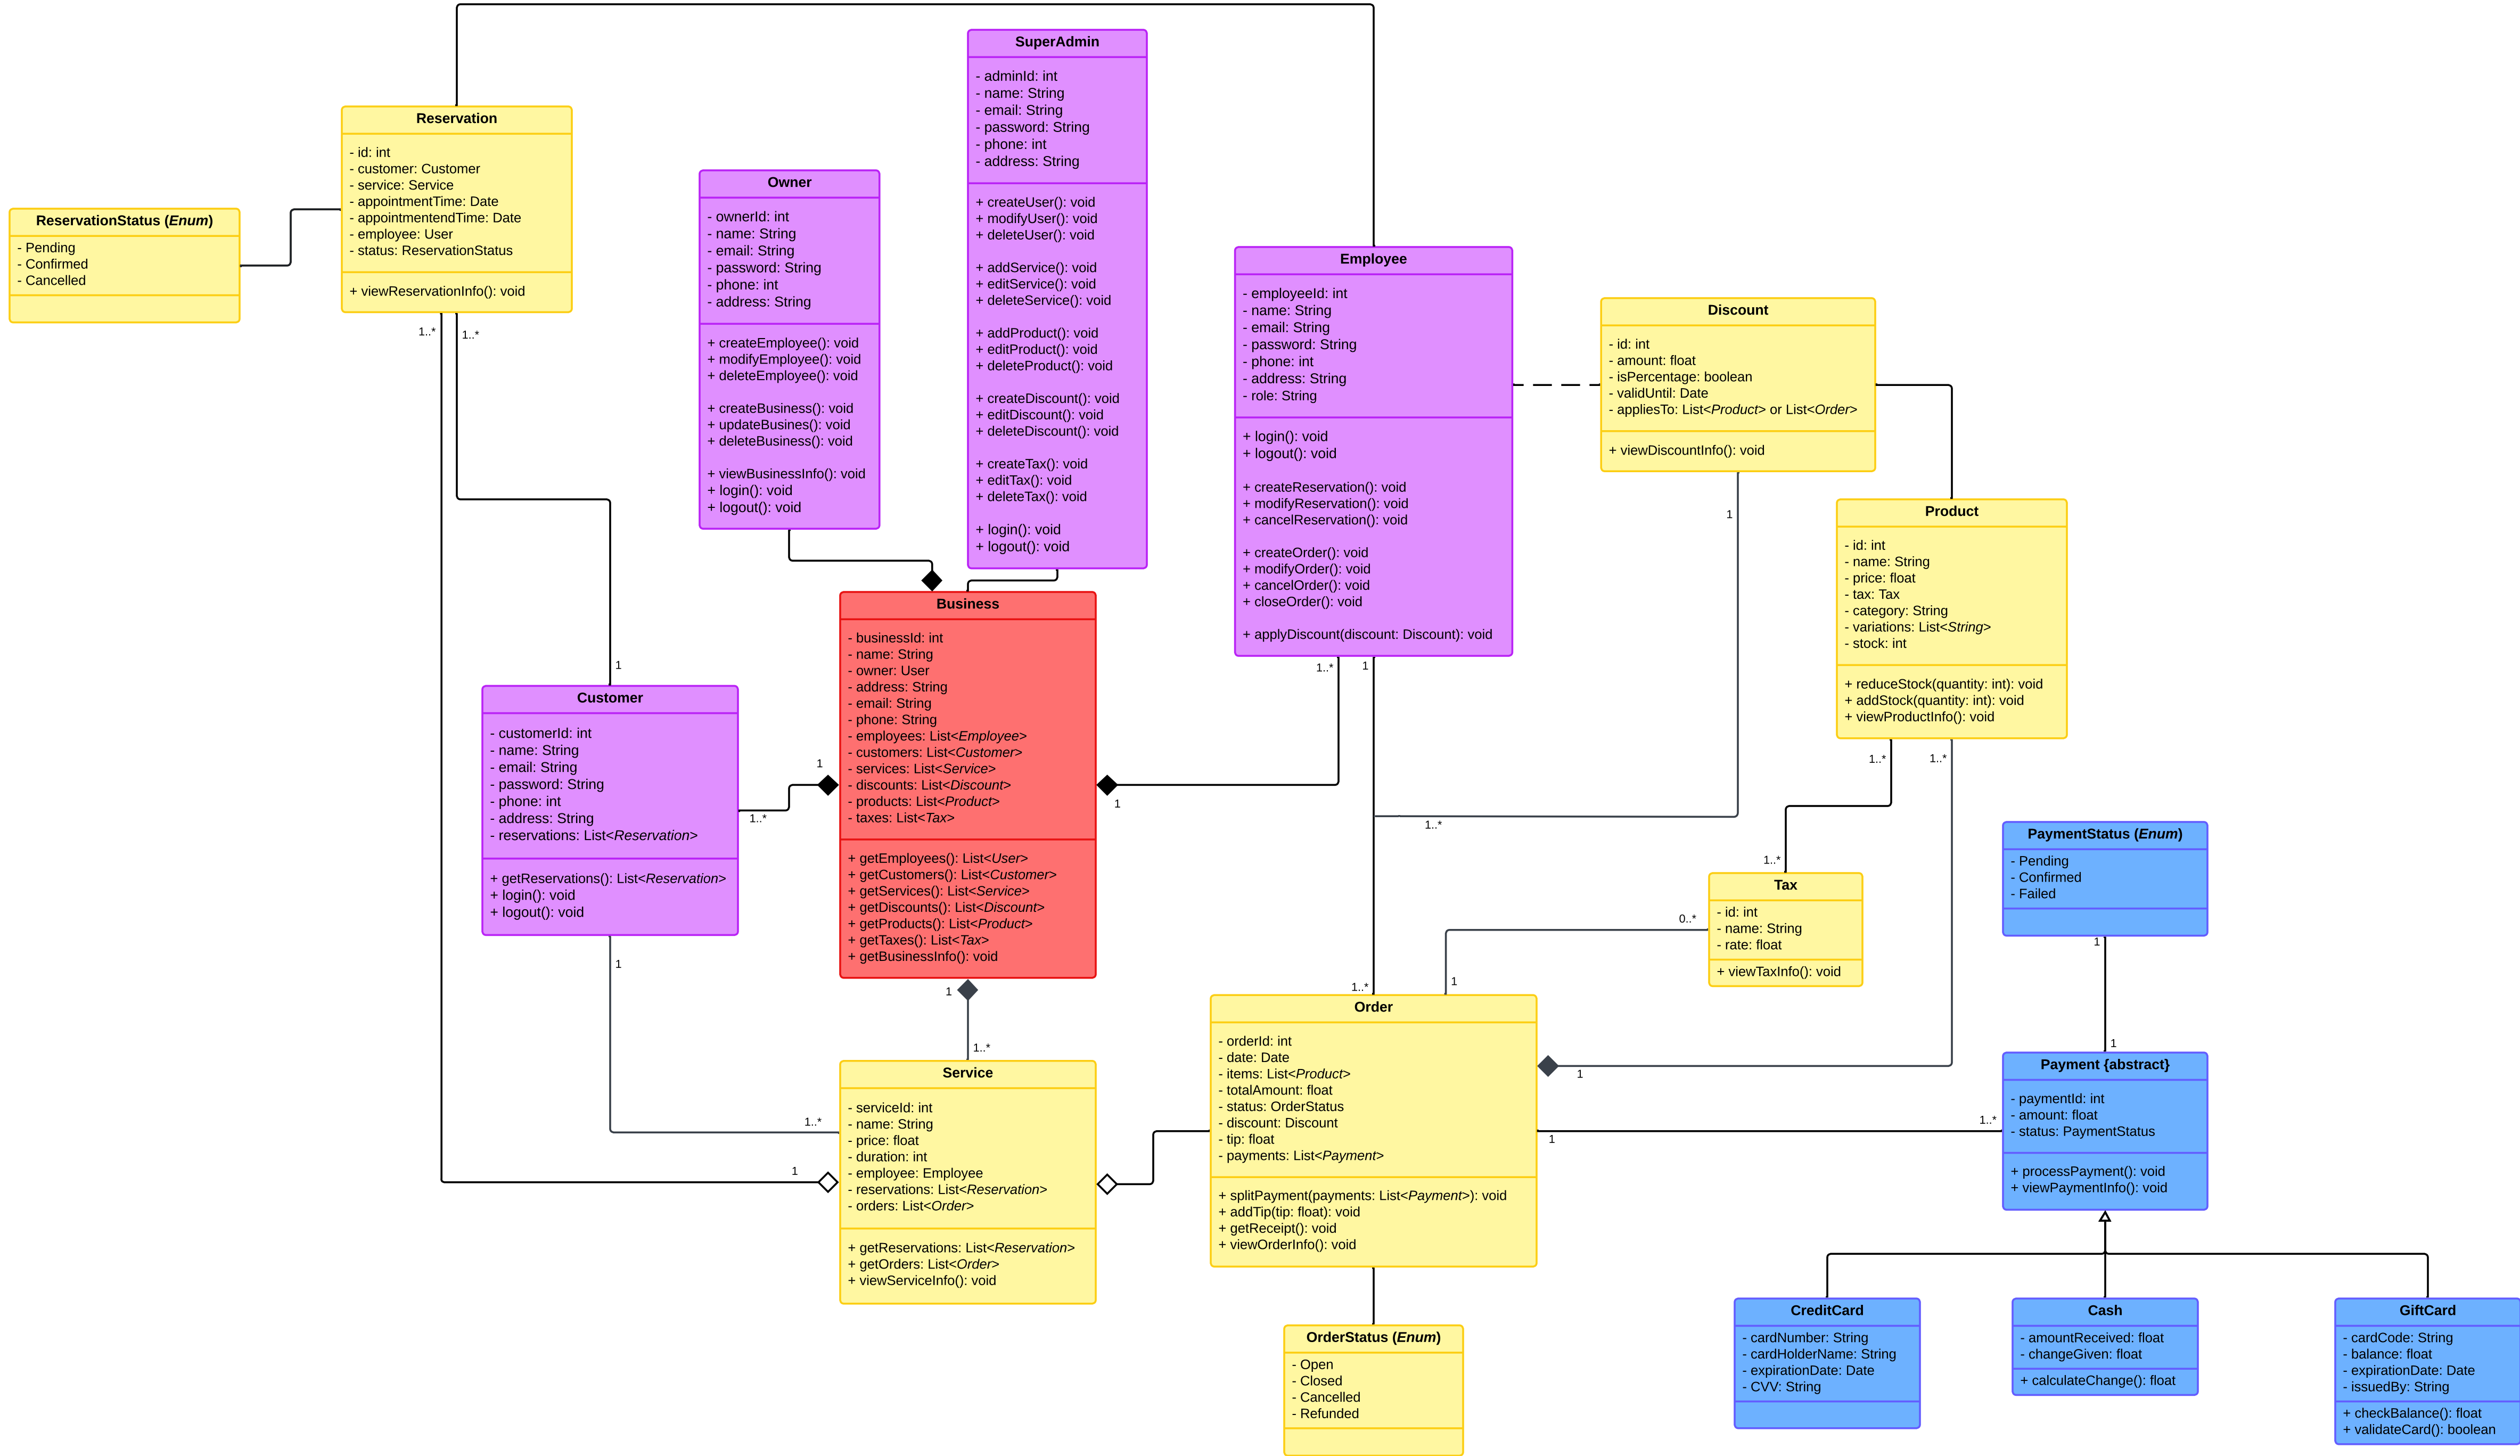 SuperAdmin
- adminId: int
- name: String
- email: String
- password: String
- phone: int
- address: String
+ createUser(): void
+ modifyUser(): void
+ deleteUser(): void
+ addService(): void
+ editService(): void
+ deleteService(): void
+ addProduct(): void
+ editProduct(): void
+ deleteProduct(): void
+ createDiscount(): void
+ editDiscount(): void
+ deleteDiscount(): void
+ createTax(): void
+ editTax(): void
+ deleteTax(): void
+ login(): void
+ logout(): void
Reservation
- id: int
- customer: Customer
- service: Service
- appointmentTime: Date
- appointmentendTime: Date
- employee: User
- status: ReservationStatus
+ viewReservationInfo(): void
1..*
1..*
ReservationStatus (Enum)
- Pending
- Confirmed
- Cancelled
Owner
- ownerId: int
- name: String
- email: String
- password: String
- phone: int
- address: String
+ createEmployee(): void
+ modifyEmployee(): void
+ deleteEmployee(): void
+ createBusiness(): void
+ updateBusines(): void
+ deleteBusiness(): void
+ viewBusinessInfo(): void
+ login(): void
+ logout(): void
Employee
- employeeId: int
- name: String
- email: String
- password: String
- phone: int
- address: String
- role: String
+ login(): void
+ logout(): void
+ createReservation(): void
+ modifyReservation(): void
+ cancelReservation(): void
+ createOrder(): void
+ modifyOrder(): void
+ cancelOrder(): void
+ closeOrder(): void
+ applyDiscount(discount: Discount): void
1..*
1
Discount
- id: int
- amount: float
- isPercentage: boolean
- validUntil: Date
- appliesTo: List<Product> or List<Order>
+ viewDiscountInfo(): void
1
1..*
Product
- id: int
- name: String
- price: float
- tax: Tax
- category: String
- variations: List<String>
- stock: int
+ reduceStock(quantity: int): void
+ addStock(quantity: int): void
+ viewProductInfo(): void
1..*
1..*
Business
- businessId: int
- name: String
- owner: User
- address: String
- email: String
- phone: String
- employees: List<Employee>
- customers: List<Customer>
- services: List<Service>
- discounts: List<Discount>
- products: List<Product>
- taxes: List<Tax>
+ getEmployees(): List<User>
+ getCustomers(): List<Customer>
+ getServices(): List<Service>
+ getDiscounts(): List<Discount>
+ getProducts(): List<Product>
+ getTaxes(): List<Tax>
+ getBusinessInfo(): void
1
1
1
1..*
1
Customer
- customerId: int
- name: String
- email: String
- password: String
- phone: int
- address: String
- reservations: List<Reservation>
+ getReservations(): List<Reservation>
+ login(): void
+ logout(): void
1..*
1
1..*
1
Tax
- id: int
- name: String
- rate: float
+ viewTaxInfo(): void
1..*
0..*
PaymentStatus (Enum)
- Pending
- Confirmed
- Failed
1
1
Service
- serviceId: int
- name: String
- price: float
- duration: int
- employee: Employee
- reservations: List<Reservation>
- orders: List<Order>
+ getReservations: List<Reservation>
+ getOrders: List<Order>
+ viewServiceInfo(): void
1..*
1
Order
- orderId: int
- date: Date
- items: List<Product>
- totalAmount: float
- status: OrderStatus
- discount: Discount
- tip: float
- payments: List<Payment>
+ splitPayment(payments: List<Payment>): void
+ addTip(tip: float): void
+ getReceipt(): void
+ viewOrderInfo(): void
1
1
1..*
Payment {abstract}
- paymentId: int
- amount: float
- status: PaymentStatus
+ processPayment(): void
+ viewPaymentInfo(): void
OrderStatus (Enum)
- Open
- Closed
- Cancelled
- Refunded
CreditCard
- cardNumber: String
- cardHolderName: String
- expirationDate: Date
- CVV: String
Cash
- amountReceived: float
- changeGiven: float
+ calculateChange(): float
GiftCard
- cardCode: String
- balance: float
- expirationDate: Date
- issuedBy: String
+ checkBalance(): float
+ validateCard(): boolean